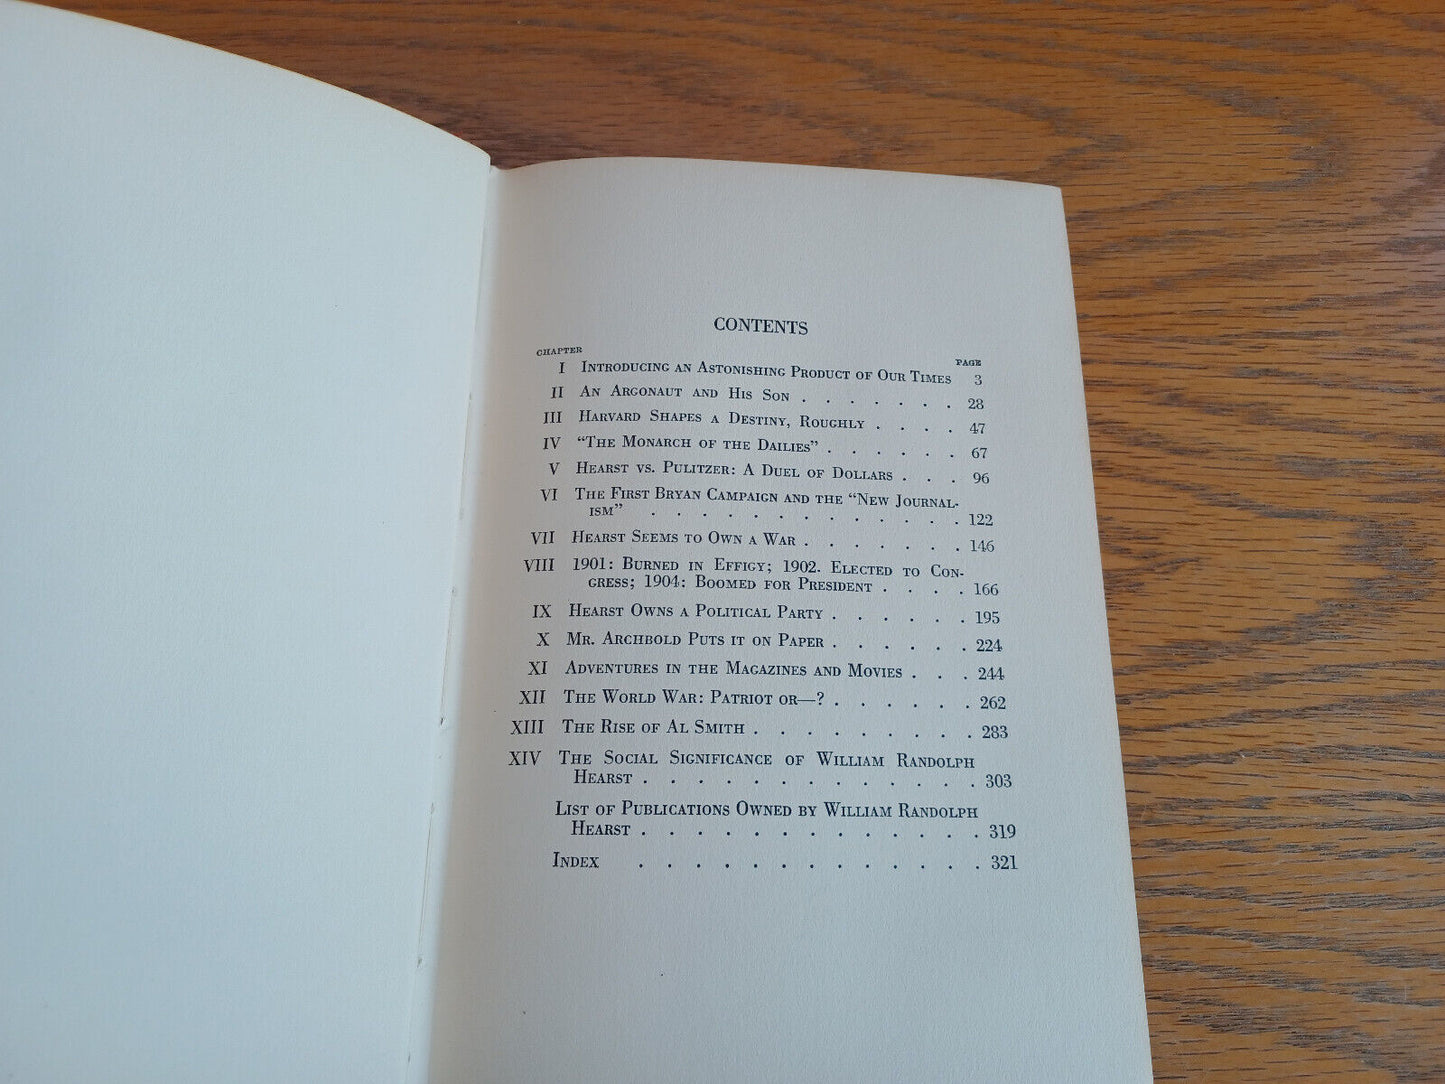 CONTENTS
CHAPTER PAGE
I INTRODUCING AN ASTONISHING PRODUCT OF OUR TIMES 3
II AN ARGONAUT AND HIS SON . . . . . . . 28
III HARVARD SHAPES A DESTINY, ROUGHLY . . . . 47
IV “THE MONARCH OF THE DAILIES” . . . . . . 67
V HEARST VS. PULITZER: A DUEL OF DOLLARS . . . 96
VI THE FIRST BRYAN CAMPAIGN AND THE “NEW JOURNAL-
ISM” . . . . . . . . . . . . . 122
VII HEARST SEEMS TO OWN A WAR . . . . . . . 146
VIII 1901: BURNED IN EFFIGY; 1902. ELECTED TO CON-
GRESS; 1904: BOOMED FOR PRESIDENT . . . . 166
IX HEARST OWNS A POLITICAL PARTY . . . . . . 195
X MR. ARCHBOLD PUTS IT ON PAPER . . . . . . 224
XI ADVENTURES IN THE MAGAZINES AND MOVIES . . . 244
XII THE WORLD WAR: PATRIOT OR—? . . . . . . 262
XIII THE RISE OF AL SMITH . . . . . . . . . 283
XIV THE SOCIAL SIGNIFICANCE OF WILLIAM RANDOLPH
HEARST . . . . . . . . . . . . . 303
LIST OF PUBLICATIONS OWNED BY WILLIAM RANDOLPH
HEARST . . . . . . . . . . . . . 319
INDEX . . . . . . . . . . . . . 321